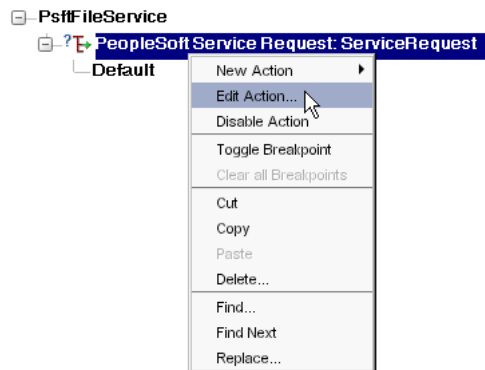 PsftFileService
PeopleSoft Service Request: ServiceRequest
Default
New Action
Edit Action...
Disable Action
Toggle Breakpoint
Clear all Breakpoints
Cut
Copy
Paste
Delete...
Find...
Find Next
Replace...